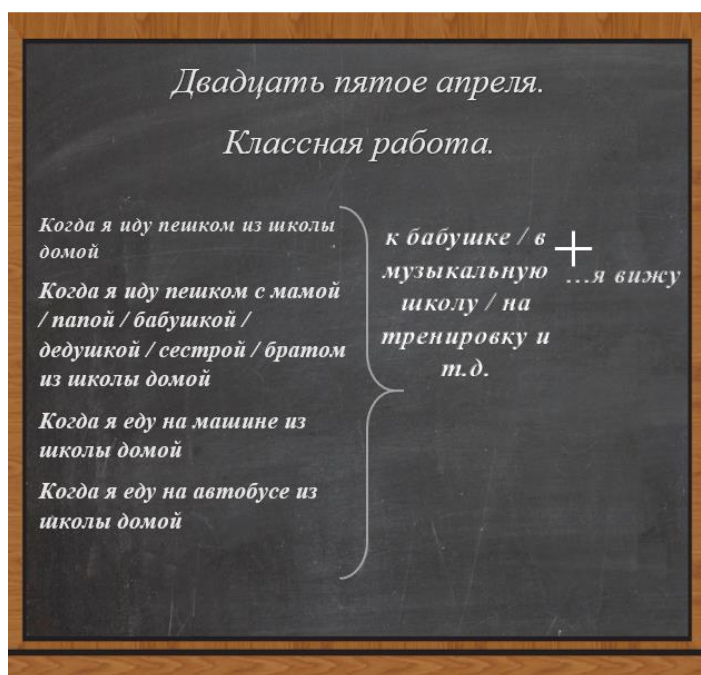 Двадцать пятое апреля.
Классная работа.
Когда я иду пешком из школы
домой
Когда я иду пешком с мамой
/ папой / бабушкой /
дедушкой / сестрой / братом
из школы домой
Когда я еду на машине из
школы домой
Когда я еду на автобусе из
школы домой
к бабушке / в
музыкальную
школу / на
тренировку и
т.д.
+
…я вижу